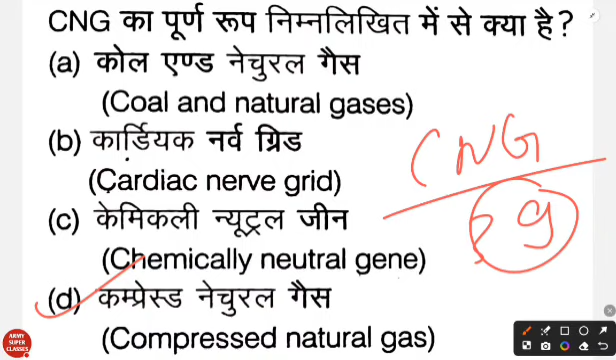 CNG का पूर्ण रूप निम्नलिखित में से क्या है?
(a) कोल एण्ड नेचुरल गैस
(Coal and natural gases)
(b) कार्डियक नर्व ग्रिड
(Cardiac nerve grid)
(c) केमिकली न्यूट्रल जीन
(Chemically neutral gene)
(d) कम्प्रेस्ड नेचुरल गैस
(Compressed natural gas)
CNG
9
ARMY
SUPER
CLASSES